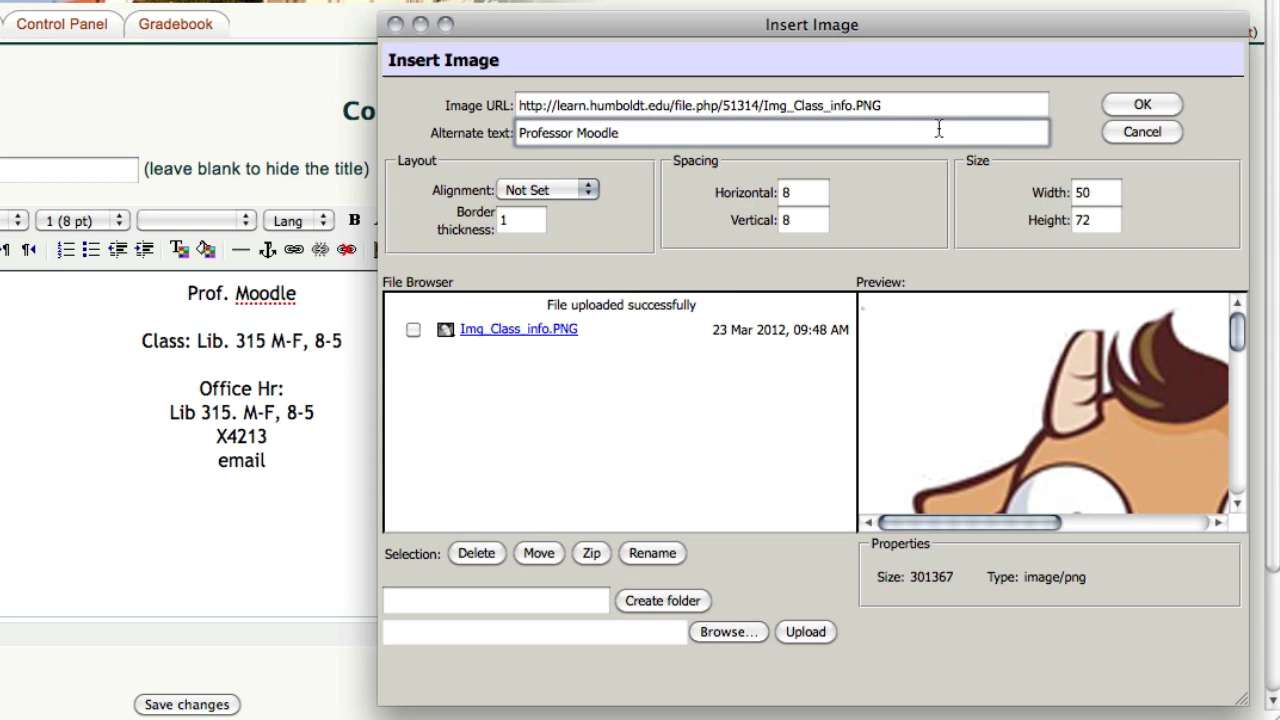 Control Panel
Gradebook
Insert Image
t)
Insert Image
Image URL: http://learn.humboldt.edu/file.php/51314/Img_Class_info.PNG
OK
Co
Alternate text: Professor Moodle
Cancel
(leave blank to hide the title)
Layout
Spacing
Size
Alignment: Not Set
Horizontal: 8
Width: 50
Border thickness: 1
Vertical: 8
Height: 72
1 (8 pt)
Lang
B
File Browser
Preview:
Prof. Moodle
File uploaded successfully
Img_Class_info.PNG
23 Mar 2012, 09:48 AM
Class: Lib. 315 M-F, 8-5
Office Hr:
Lib 315. M-F, 8-5
X4213
email
Selection:
Delete
Move
Zip
Rename
Properties
Size: 301367
Type: image/png
Create folder
Browse...
Upload
Save changes